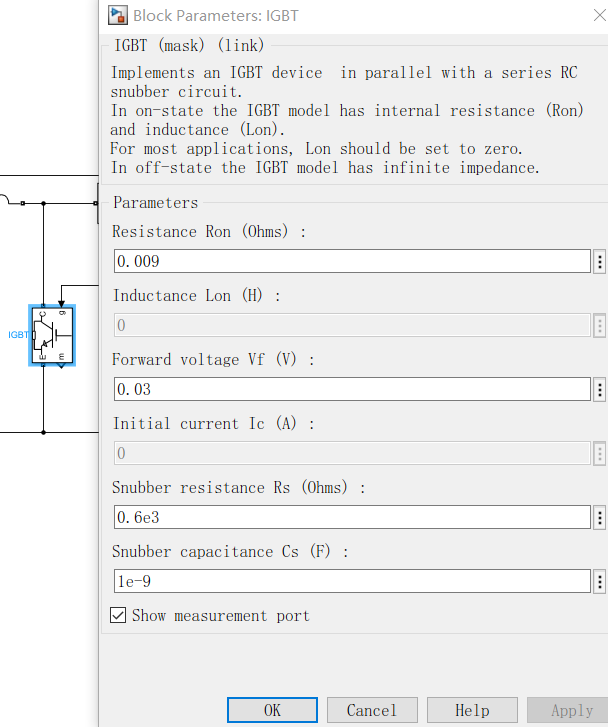 Block Parameters: IGBT
IGBT (mask) (link)
Implements an IGBT device in parallel with a series RC
snubber circuit.
In on-state the IGBT model has internal resistance (Ron)
and inductance (Lon).
For most applications, Lon should be set to zero.
In off-state the IGBT model has infinite impedance.
Parameters
Resistance Ron (Ohms) :
0.009
Inductance Lon (H) :
0
Forward voltage Vf (V) :
0.03
Initial current Ic (A) :
0
Snubber resistance Rs (Ohms) :
0.6e3
Snubber capacitance Cs (F) :
1e-9
Show measurement port
OK
Cancel
Help
Apply
IGBT
C
g
E
m